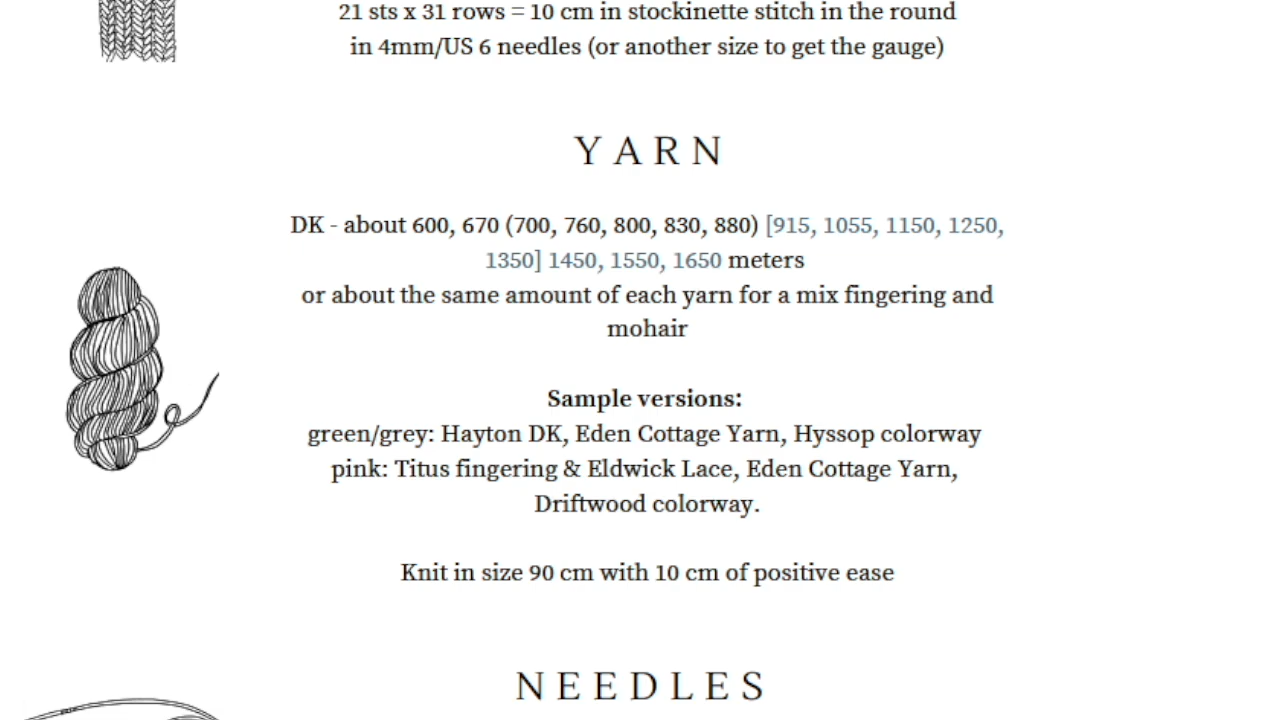 21 sts x 31 rows = 10 cm in stockinette stitch in the round
in 4mm/US 6 needles (or another size to get the gauge)
YARN
DK - about 600, 670 (700, 760, 800, 830, 880) [915, 1055, 1150, 1250,
1350] 1450, 1550, 1650 meters
or about the same amount of each yarn for a mix fingering and
mohair
Sample versions:
green/grey: Hayton DK, Eden Cottage Yarn, Hyssop colorway
pink: Titus fingering & Eldwick Lace, Eden Cottage Yarn,
Driftwood colorway.
Knit in size 90 cm with 10 cm of positive ease
NEEDLES